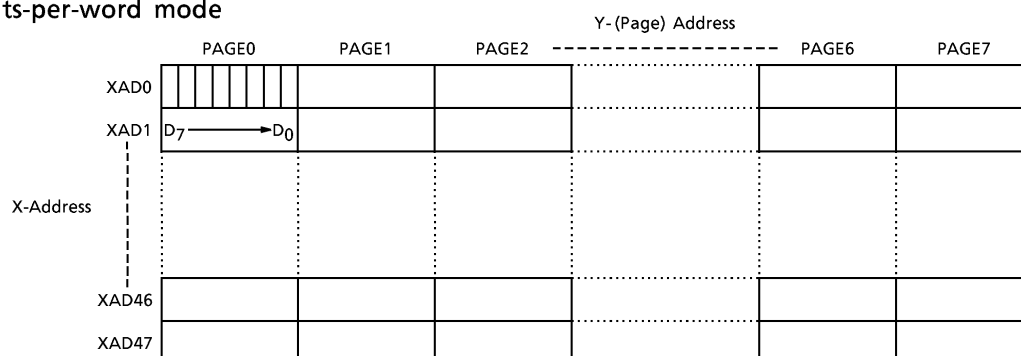 ts-per-word mode
Y-(Page) Address
PAGE0 PAGE1 PAGE2 PAGE6 PAGE7
XAD0
XAD1 D7 D0
X-Address
XAD46
XAD47